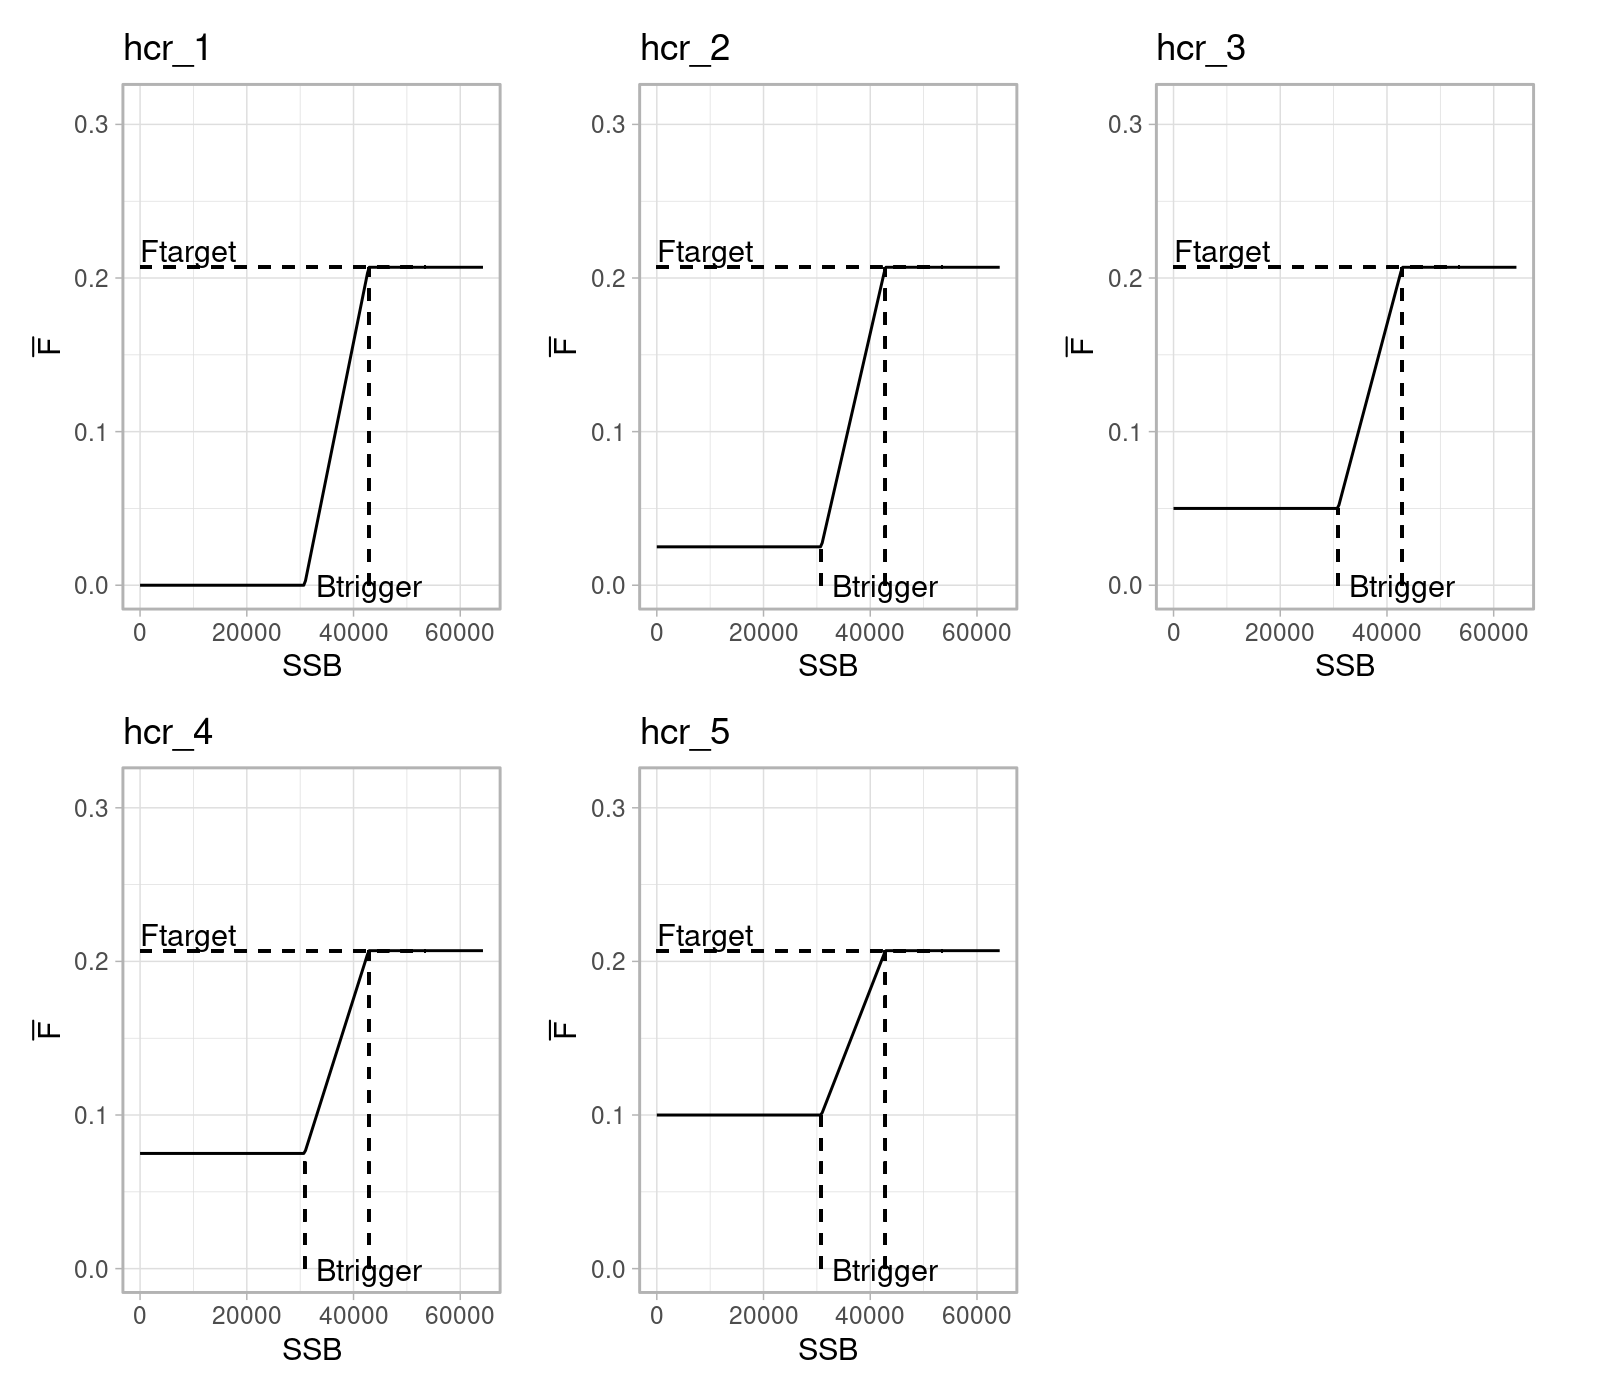 hcr_1 hcr_2 hcr_3
0.3 0.3 0.3
Ftarget Ftarget Ftarget
0.2 0.2 0.2
F̅ F̅ F̅
0.1 0.1 0.1
0.0 Btrigger 0.0 Btrigger 0.0 Btrigger
0 20000 40000 60000 0 20000 40000 60000 0 20000 40000 60000
SSB SSB SSB
hcr_4 hcr_5
0.3 0.3
Ftarget Ftarget
0.2 0.2
F̅ F̅
0.1 0.1
0.0 Btrigger 0.0 Btrigger
0 20000 40000 60000 0 20000 40000 60000
SSB SSB